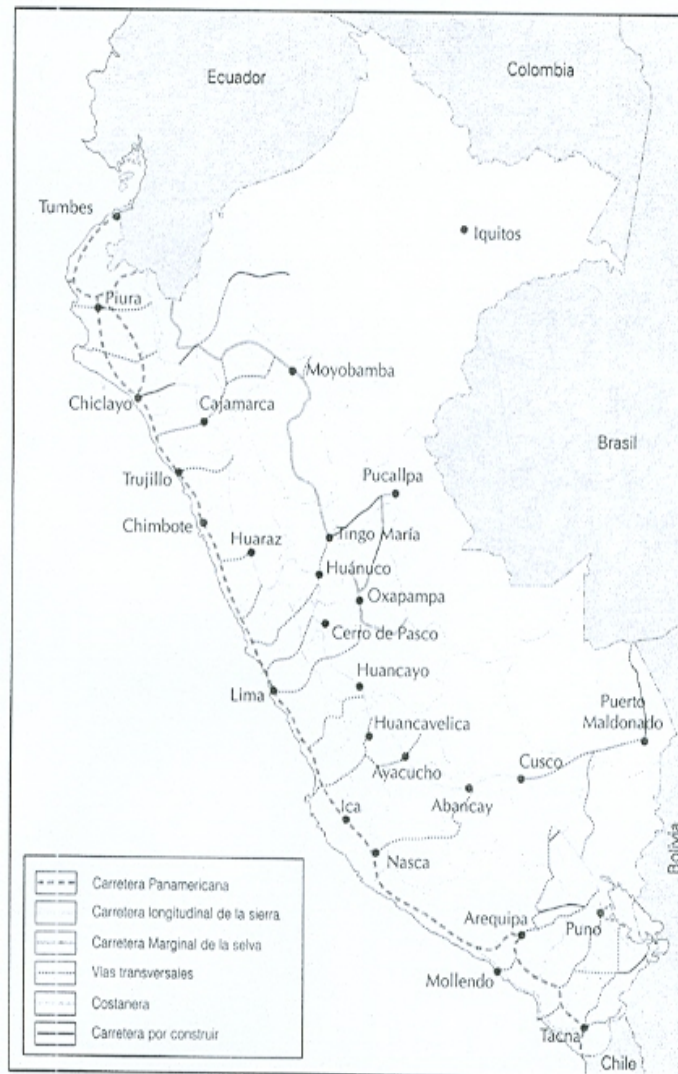 Ecuador
Colombia
Tumbes
Iquitos
Piura
Moyobamba
Chiclayo
Cajamarca
Brasil
Trujillo
Pucallpa
Chimbote
Huaraz
Tingo María
Huánuco
Oxapampa
Cerro de Pasco
Lima
Huancayo
Puerto
Maldonado
Huancavelica
Ayacucho
Cusco
Abancay
Ica
Nasca
Bolivia
Arequipa
Puno
Mollendo
Tacna
Chile
Carretera Panamericana
Carretera longitudinal de la sierra
Carretera Marginal de la selva
Vías transversales
Costanera
Carretera por construir